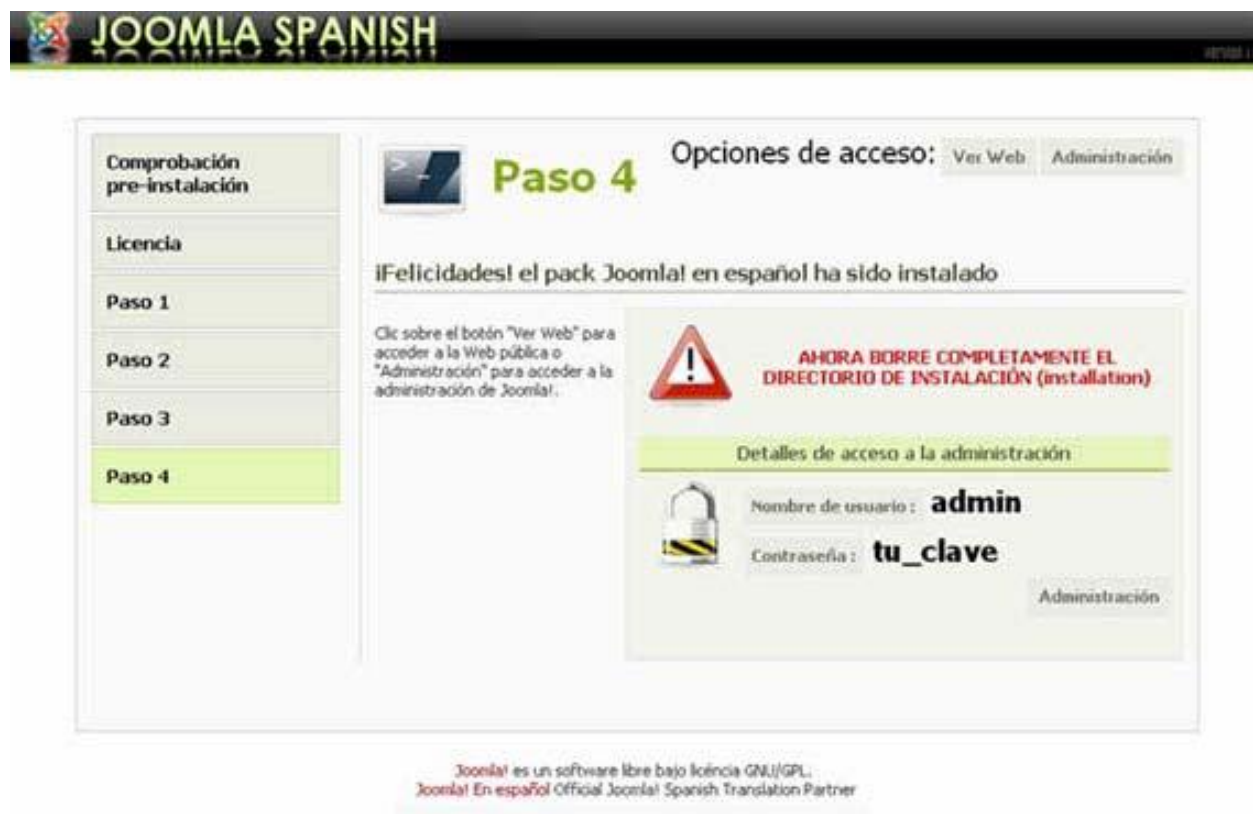 JOOMLA SPANISH
Comprobación
pre-instalación
Licencia
Paso 1
Paso 2
Paso 3
Paso 4
Paso 4
Opciones de acceso: Ver Web Administración
¡Felicidades! el pack Joomla! en español ha sido instalado
Clic sobre el botón "Ver Web" para
acceder a la Web pública o
"Administración" para acceder a la
administración de Joomla!.
AHORA BORRE COMPLETAMENTE EL
DIRECTORIO DE INSTALACIÓN (installation)
Detalles de acceso a la administración
Nombre de usuario : admin
Contraseña : tu_clave
Administración
Joomla! es un software libre bajo licéncia GNU/GPL.
Joomla! En español Official Joomla! Spanish Translation Partner